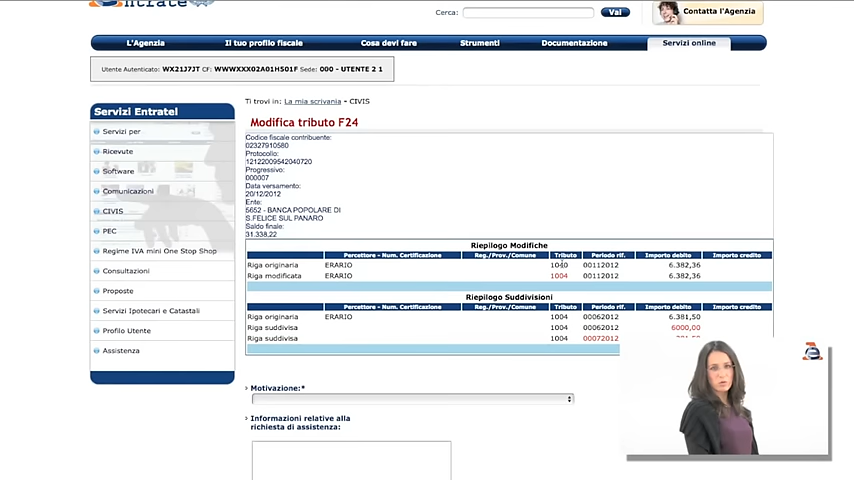 ntrate
Cerca:
Vai
Contatta l'Agenzia
L'Agenzia
Il tuo profilo fiscale
Cosa devi fare
Strumenti
Documentazione
Servizi online
Utente Autenticato: WX21J7JT CF: WWWXXX02A01H501F Sede: 000 - UTENTE 2 1
Servizi Entratel
Servizi per
Ricevute
Software
Comunicazioni
CIVIS
PEC
Regime IVA mini One Stop Shop
Consultazioni
Proposte
Servizi Ipotecari e Catastali
Profilo Utente
Assistenza
Ti trovi in: La mia scrivania - CIVIS
Modifica tributo F24
Codice fiscale contribuente:
02327910580
Protocollo:
12122009542040720
Progressivo:
000007
Data versamento:
20/12/2012
Ente:
5652 - BANCA POPOLARE DI
S.FELICE SUL PANARO
Saldo finale:
31.338,22
Riepilogo Modifiche
Percettore - Num. Certificazione Reg./Prov./Comune Tributo Periodo rif. Importo debito Importo credito
Riga originaria ERARIO 1040 00112012 6.382,36
Riga modificata ERARIO 1004 00112012 6.382,36
Riepilogo Suddivisioni
Percettore - Num. Certificazione Reg./Prov./Comune Tributo Periodo rif. Importo debito Importo credito
Riga originaria ERARIO 1004 00062012 6.381,50
Riga suddivisa 1004 00062012 6000,00
Riga suddivisa 1004 00072012 381,50
Motivazione:*
Informazioni relative alla
richiesta di assistenza: